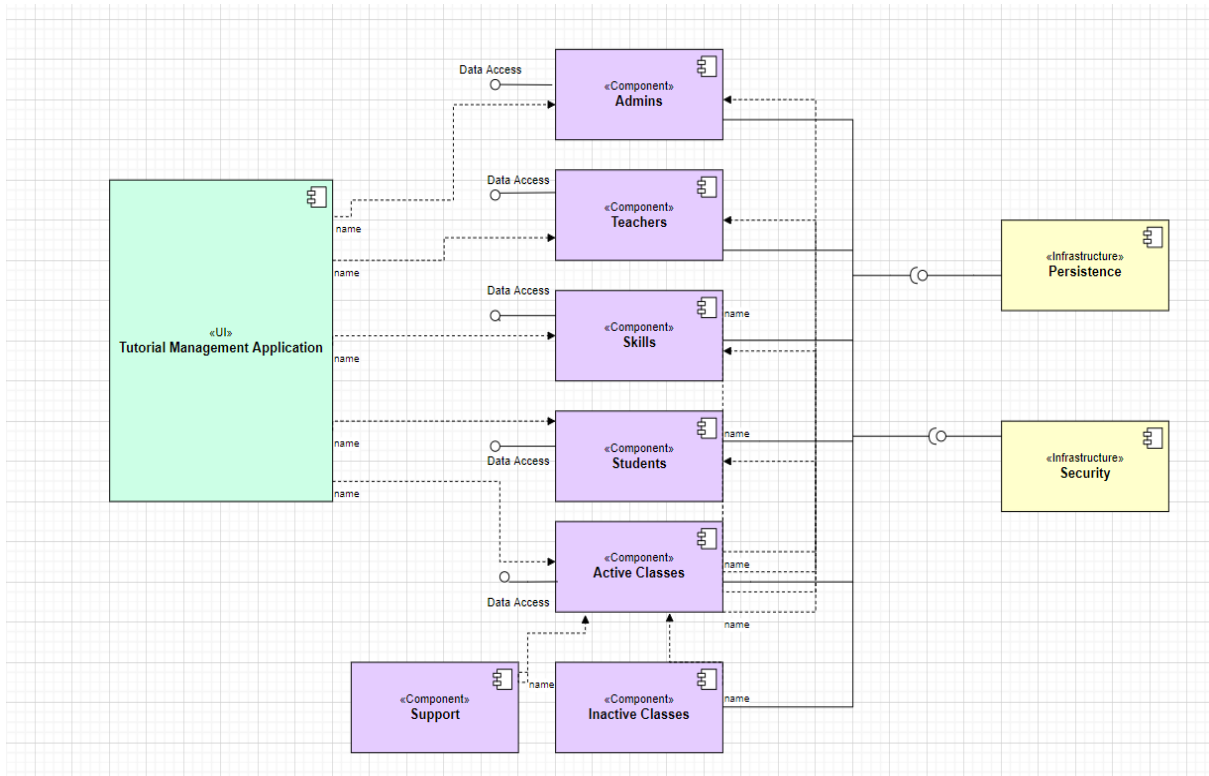 Data Access
«Component»
Admins
name
Data Access
«Component»
Teachers
name
«Infrastructure»
Persistence
Data Access
«Component»
Skills
name
«UI»
Tutorial Management Application
name
Data Access
«Component»
Students
name
name
«Infrastructure»
Security
name
«Component»
Active Classes
name
Data Access
name
«Component»
Support
name
«Component»
Inactive Classes
name